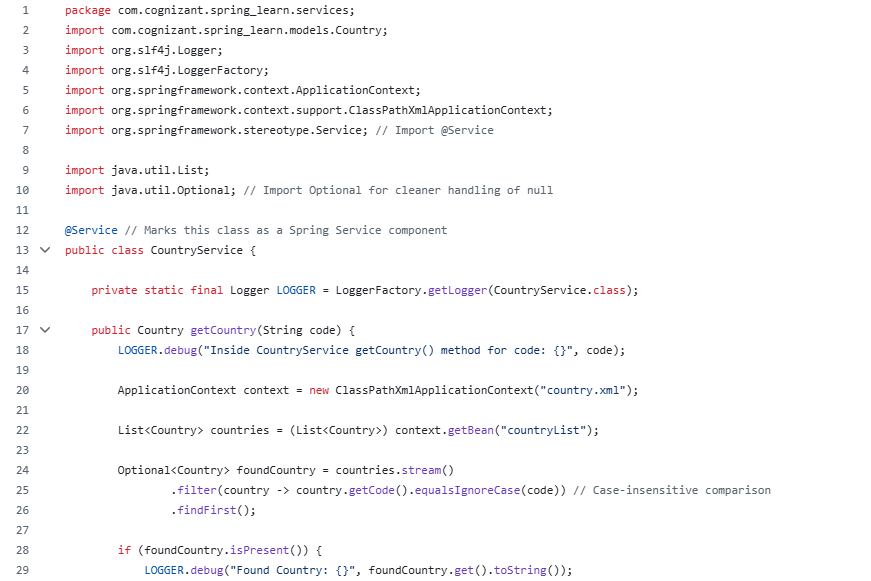 1 package com.cognizant.spring_learn.services;
2 import com.cognizant.spring_learn.models.Country;
3 import org.slf4j.Logger;
4 import org.slf4j.LoggerFactory;
5 import org.springframework.context.ApplicationContext;
6 import org.springframework.context.support.ClassPathXmlApplicationContext;
7 import org.springframework.stereotype.Service; // Import @Service
8
9 import java.util.List;
10 import java.util.Optional; // Import Optional for cleaner handling of null
11
12 @Service // Marks this class as a Spring Service component
13 public class CountryService {
14
15 private static final Logger LOGGER = LoggerFactory.getLogger(CountryService.class);
16
17 public Country getCountry(String code) {
18 LOGGER.debug("Inside CountryService getCountry() method for code: {}", code);
19
20 ApplicationContext context = new ClassPathXmlApplicationContext("country.xml");
21
22 List<Country> countries = (List<Country>) context.getBean("countryList");
23
24 Optional<Country> foundCountry = countries.stream()
25 .filter(country -> country.getCode().equalsIgnoreCase(code)) // Case-insensitive comparison
26 .findFirst();
27
28 if (foundCountry.isPresent()) {
29 LOGGER.debug("Found Country: {}", foundCountry.get().toString());